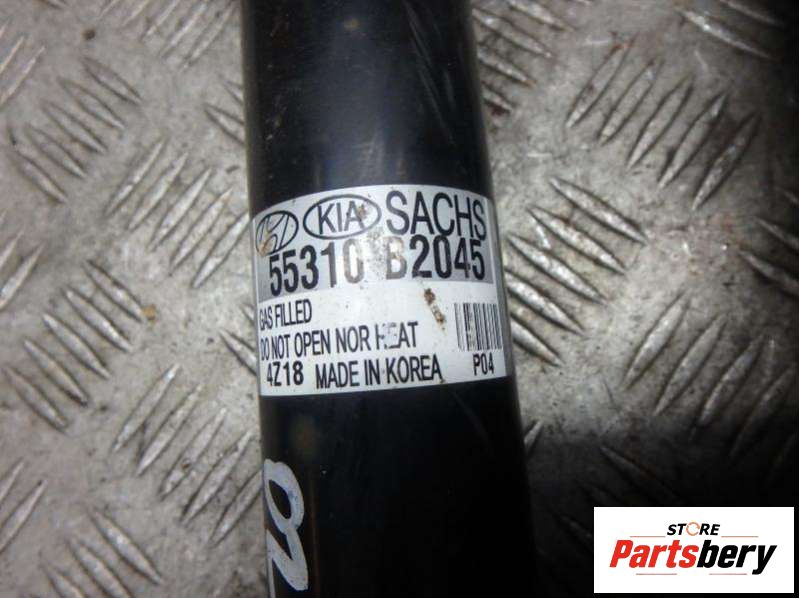 KIA SACHS
55310 B2045
GAS FILLED
DO NOT OPEN NOR HEAT
4Z18 MADE IN KOREA P04
STORE
Partsbery